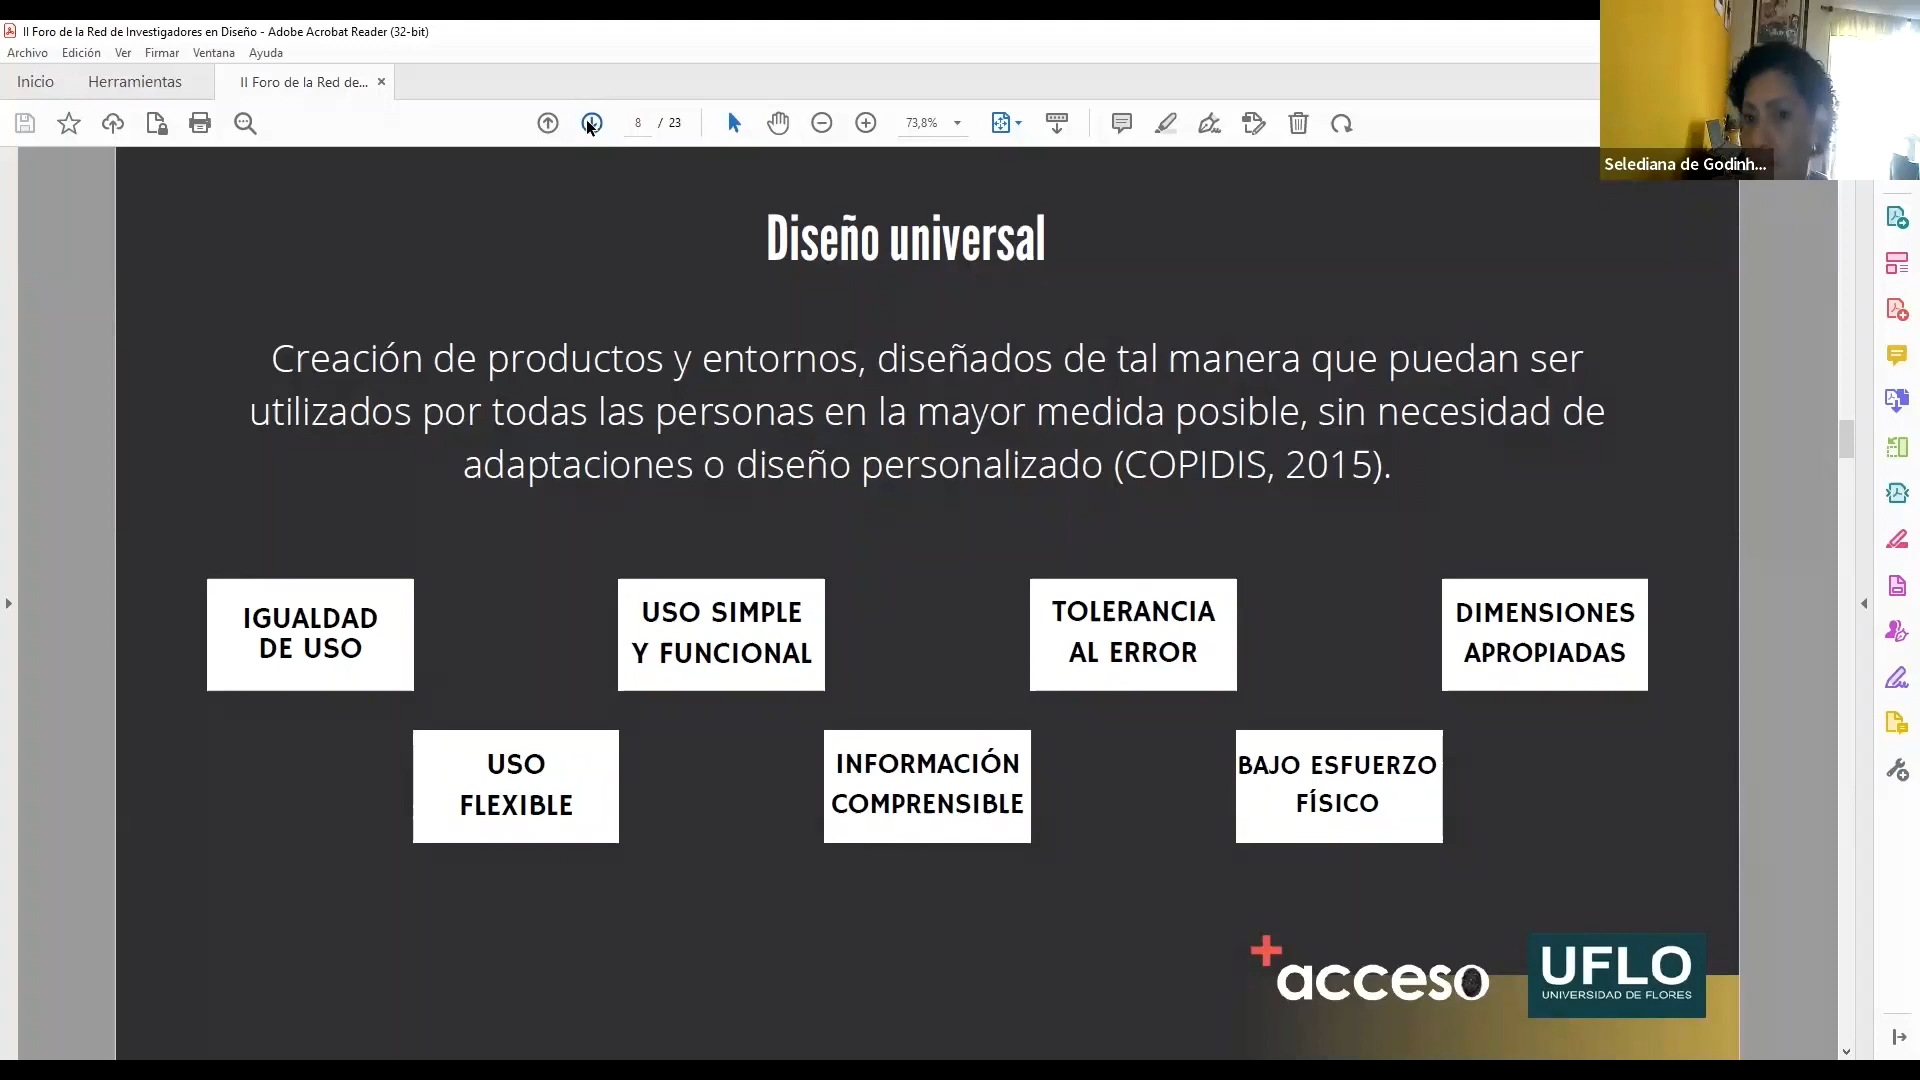 II Foro de la Red de Investigadores en Diseño - Adobe Acrobat Reader (32-bit)
Archivo Edición Ver Firmar Ventana Ayuda
Inicio Herramientas II Foro de la Red de... ×
8 / 23 73,8%
Selediana de Godinh...
Diseño universal
Creación de productos y entornos, diseñados de tal manera que puedan ser
utilizados por todas las personas en la mayor medida posible, sin necesidad de
adaptaciones o diseño personalizado (COPIDIS, 2015).
IGUALDAD
DE USO
USO SIMPLE
Y FUNCIONAL
TOLERANCIA
AL ERROR
DIMENSIONES
APROPIADAS
USO
FLEXIBLE
INFORMACIÓN
COMPRENSIBLE
BAJO ESFUERZO
FÍSICO
+acceso
UFLO
UNIVERSIDAD DE FLORES